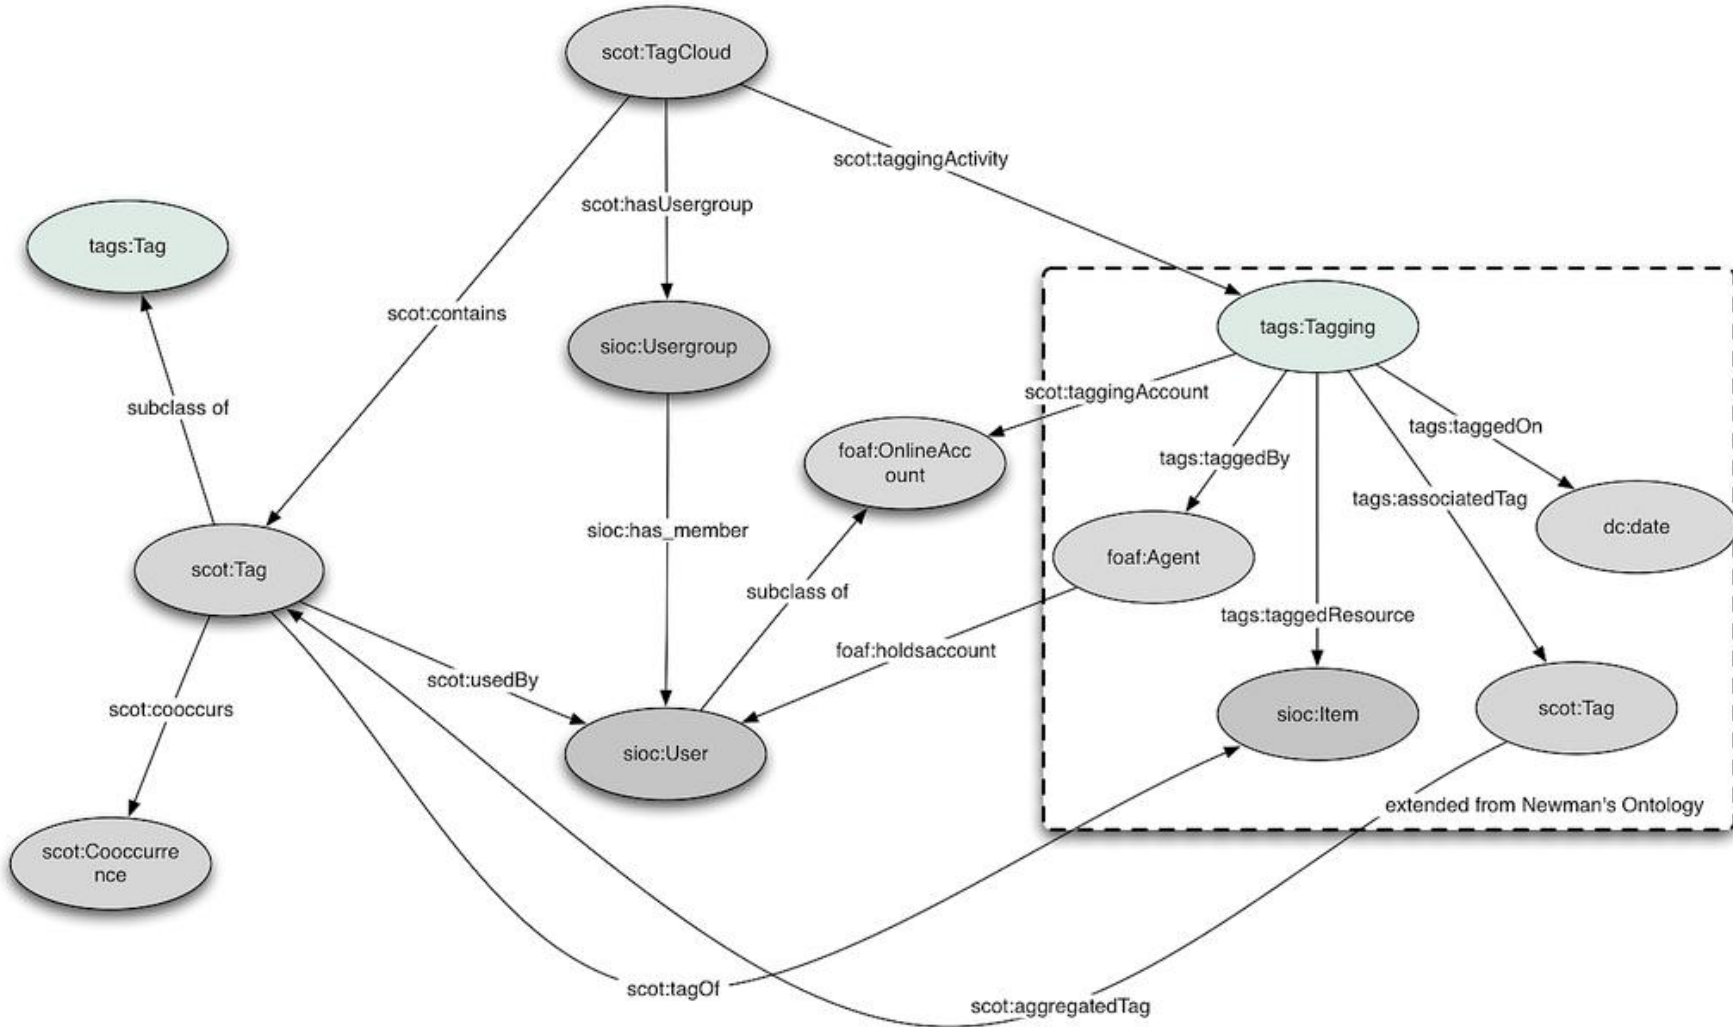 scot:TagCloud
scot:taggingActivity
scot:hasUsergroup
tags:Tag
scot:contains
tags:Tagging
sioc:Usergroup
scot:taggingAccount
subclass of
tags:taggedOn
foaf:OnlineAcc
ount
tags:taggedBy
tags:associatedTag
sioc:has_member
dc:date
foaf:Agent
scot:Tag
subclass of
tags:taggedResource
foaf:holdsaccount
scot:usedBy
scot:cooccurs
scot:Tag
sioc:Item
sioc:User
extended from Newman's Ontology
scot:Cooccurre
nce
scot:tagOf
scot:aggregatedTag